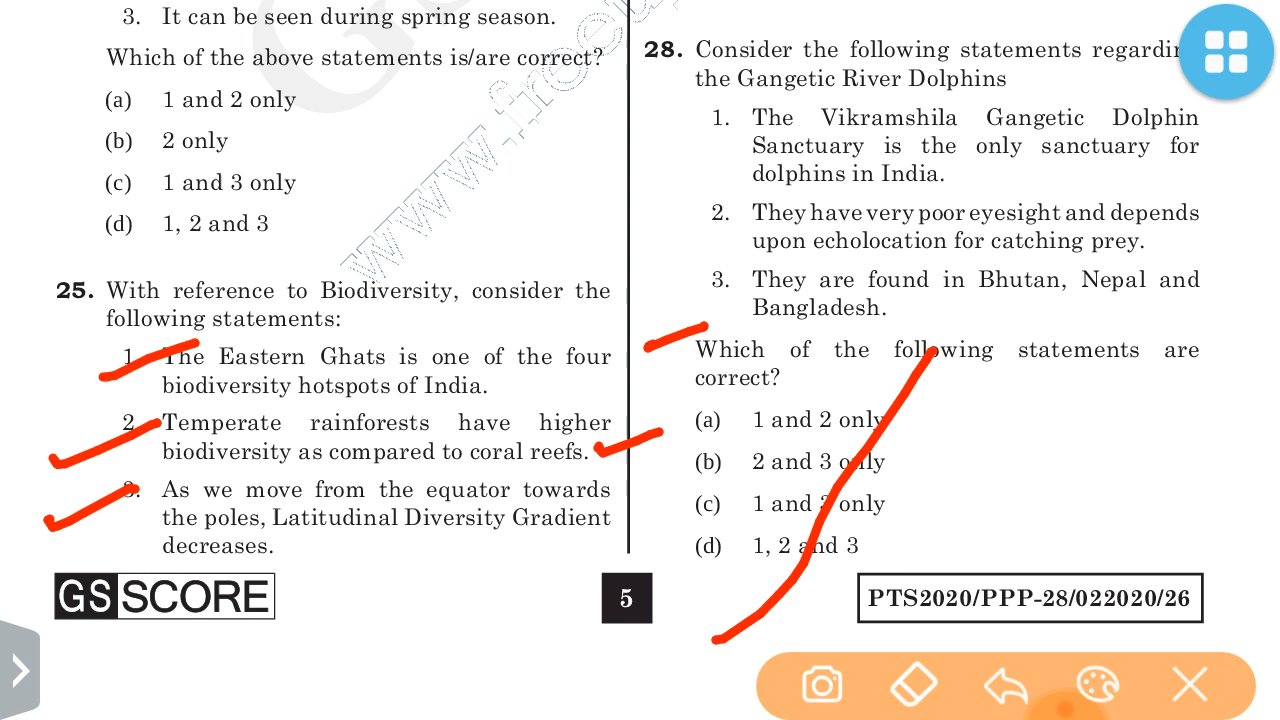 3. It can be seen during spring season.
Which of the above statements is/are correct?
(a) 1 and 2 only
(b) 2 only
(c) 1 and 3 only
(d) 1, 2 and 3
25. With reference to Biodiversity, consider the
following statements:
1. The Eastern Ghats is one of the four
biodiversity hotspots of India.
2. Temperate rainforests have higher
biodiversity as compared to coral reefs.
3. As we move from the equator towards
the poles, Latitudinal Diversity Gradient
decreases.
28. Consider the following statements
the Gangetic River Dolphins
1. The Vikramshila Gangetic Dolphin
Sanctuary is the only sanctuary for
dolphins in India.
2. They have very poor eyesight and depends
upon echolocation for catching prey.
3. They are found in Bhutan, Nepal and
Bangladesh.
Which of the following statements are
correct?
(a) 1 and 2 only
(b) 2 and 3 only
(c) 1 and 3 only
(d) 1, 2 and 3
GS SCORE
5
PTS2020/PPP-28/022020/26